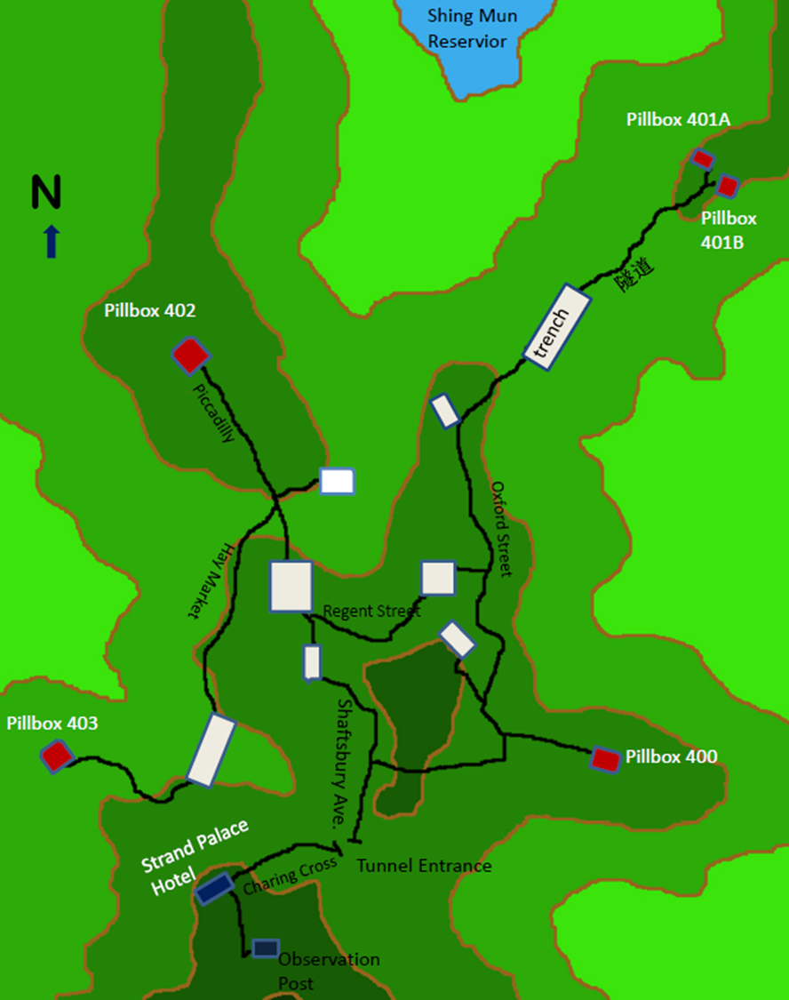 Shing Mun
Reservior
Pillbox 401A
N
Pillbox
401B
隧道
Pillbox 402
trench
Piccadilly
Oxford Street
Hay Market
Regent Street
Shaftsbury Ave.
Pillbox 403
Pillbox 400
Strand Palace
Hotel
Charing Cross
Tunnel Entrance
Observation
Post